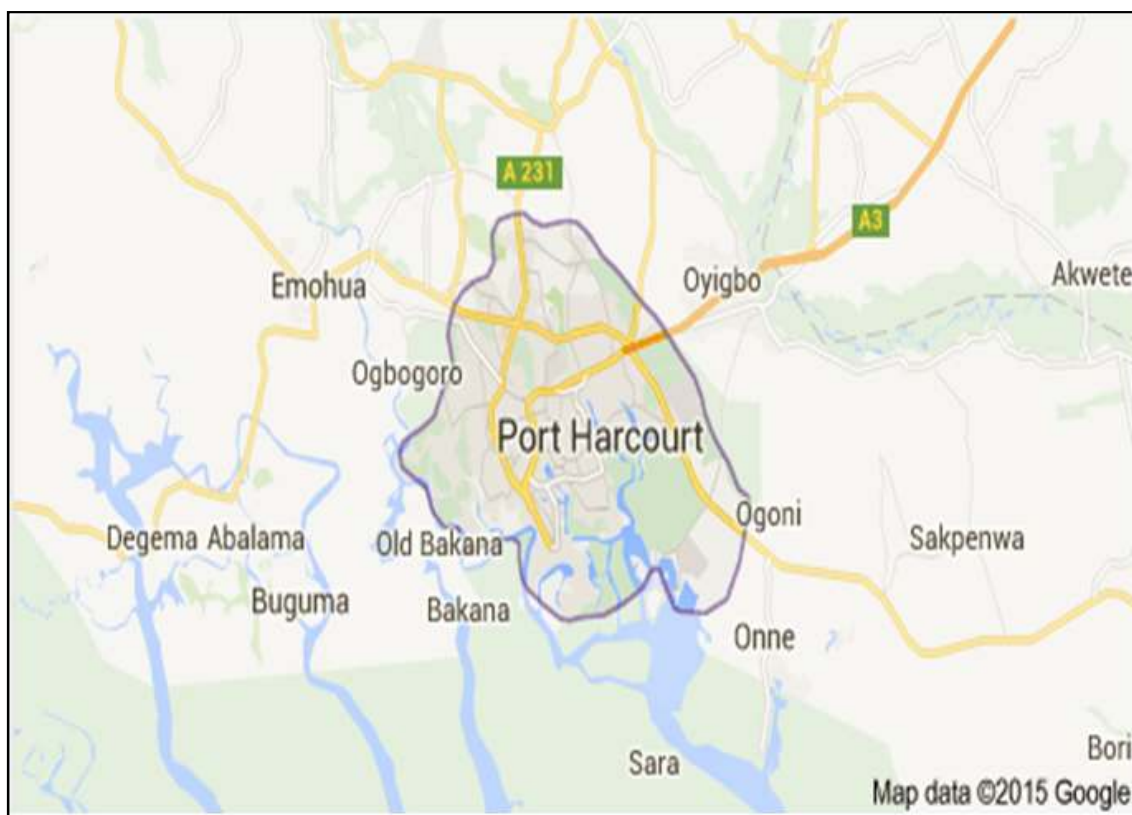 A 231
A3
Emohua
Oyigbo
Akwete
Ogbogoro
Port Harcourt
Ogoni
Degema Abalama
Old Bakana
Sakpenwa
Buguma
Bakana
Onne
Sara
Bori
Map data ©2015 Google